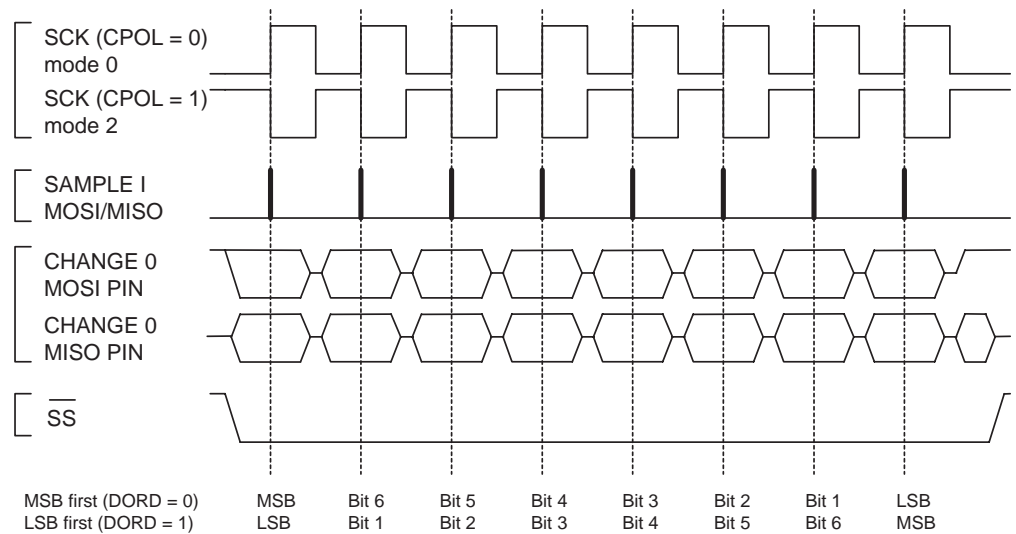 SCK (CPOL = 0)
mode 0
SCK (CPOL = 1)
mode 2
SAMPLE I
MOSI/MISO
CHANGE 0
MOSI PIN
CHANGE 0
MISO PIN
SS
MSB first (DORD = 0) MSB Bit 6 Bit 5 Bit 4 Bit 3 Bit 2 Bit 1 LSB
LSB first (DORD = 1) LSB Bit 1 Bit 2 Bit 3 Bit 4 Bit 5 Bit 6 MSB